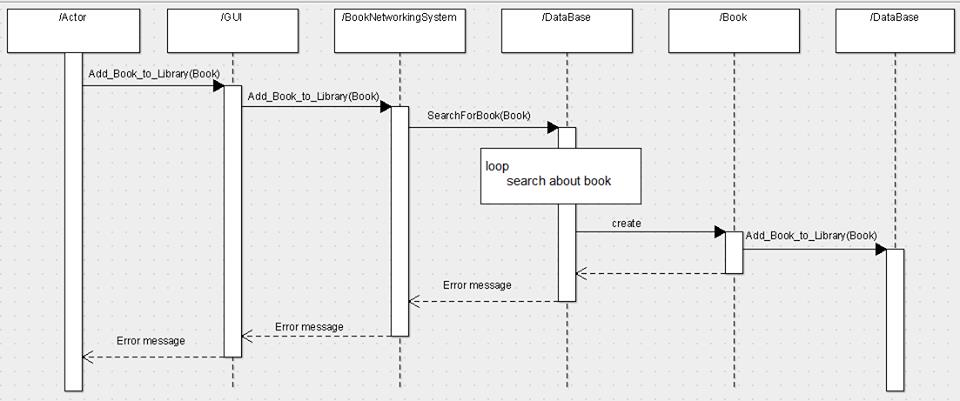 /Actor
/GUI
/BookNetworkingSystem
/DataBase
/Book
/DataBase
Add_Book_to_Library(Book)
Add_Book_to_Library(Book)
SearchForBook(Book)
loop
search about book
create
Add_Book_to_Library(Book)
Error message
Error message
Error message